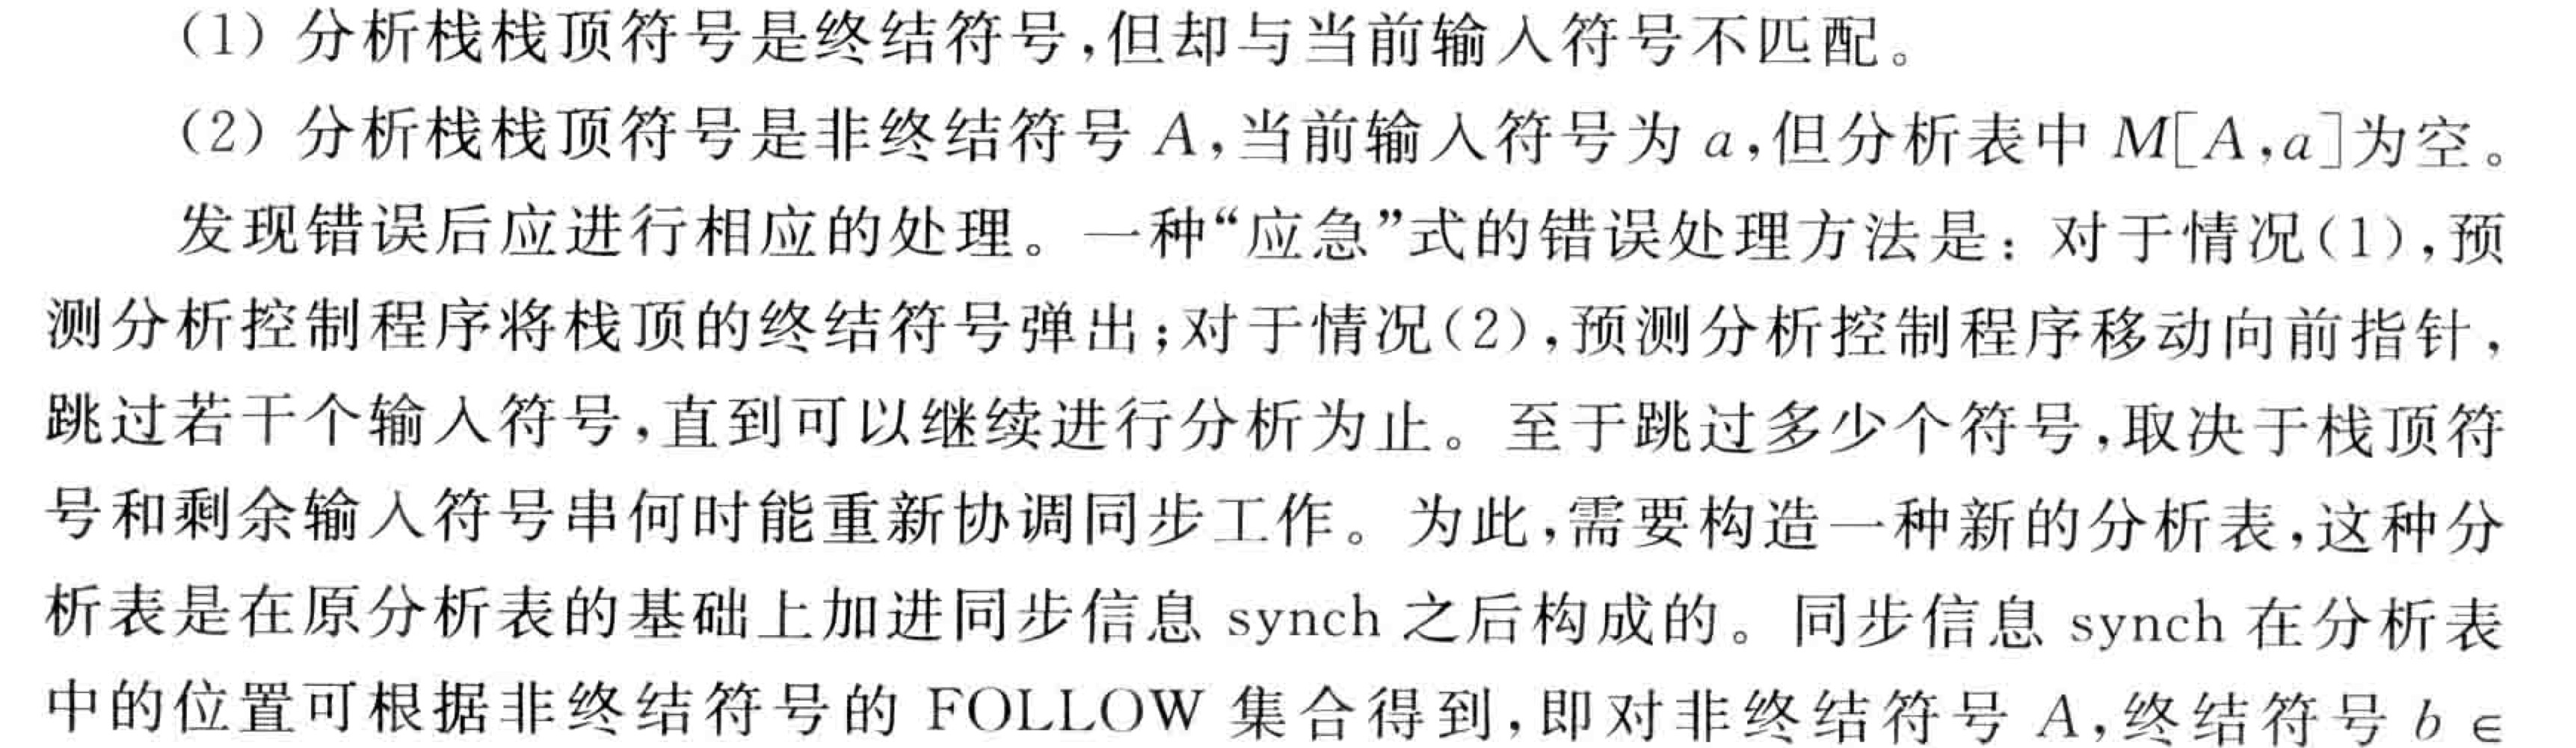 (1) 分析栈栈顶符号是终结符号,但却与当前输入符号不匹配。
(2) 分析栈栈顶符号是非终结符号 A,当前输入符号为 a,但分析表中 M[A,a]为空。
发现错误后应进行相应的处理。一种“应急”式的错误处理方法是：对于情况(1),预
测分析控制程序将栈顶的终结符号弹出;对于情况(2),预测分析控制程序移动向前指针,
跳过若干个输入符号,直到可以继续进行分析为止。至于跳过多少个符号,取决于栈顶符
号和剩余输入符号串何时能重新协调同步工作。为此,需要构造一种新的分析表,这种分
析表是在原分析表的基础上加进同步信息 synch 之后构成的。同步信息 synch 在分析表
中的位置可根据非终结符号的 FOLLOW 集合得到,即对非终结符号 A,终结符号 b ∈